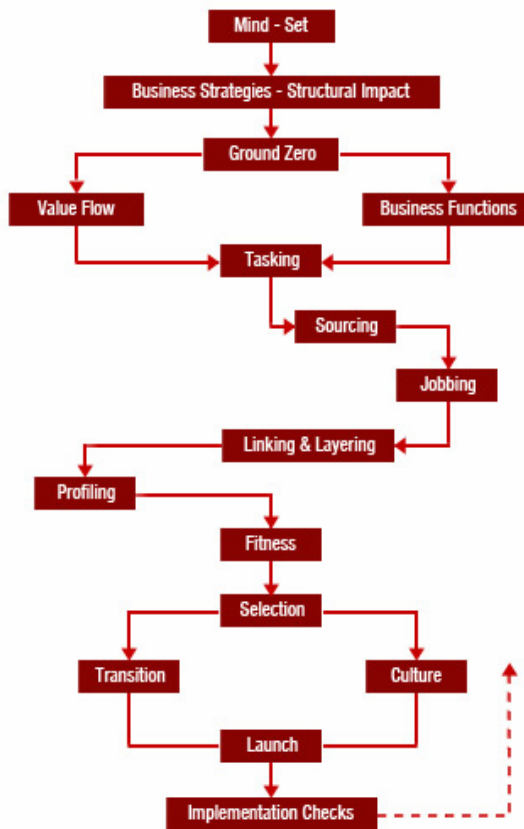 Mind - Set
Business Strategies - Structural Impact
Ground Zero
Value Flow
Business Functions
Tasking
Sourcing
Jobbing
Linking & Layering
Profiling
Fitness
Selection
Transition
Culture
Launch
Implementation Checks